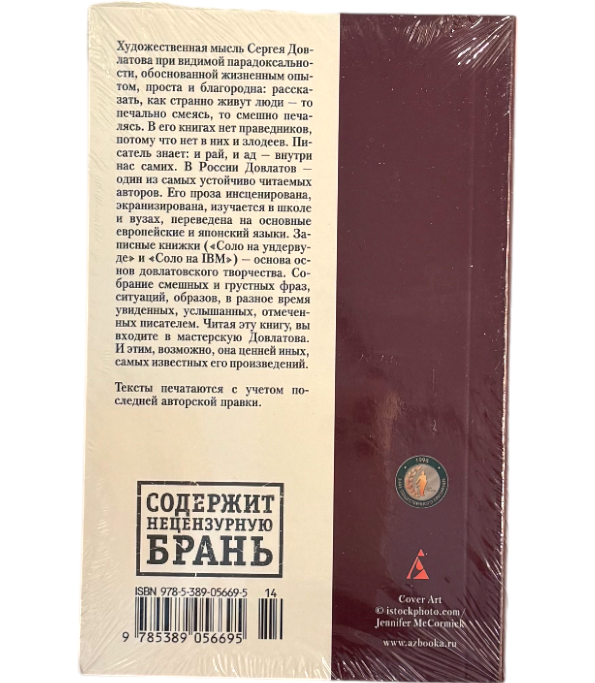 Художественная мысль Сергея Дов-
латова при видимой парадоксально-
сти, обоснованной жизненным опы-
том, проста и благородна: расска-
зать, как странно живут люди — то
печально смеясь, то смешно печа-
лясь. В его книгах нет праведников,
потому что нет в них и злодеев. Пи-
сатель знает: и рай, и ад — внутри
нас самих. В России Довлатов —
один из самых устойчиво читаемых
авторов. Его проза инсценирована,
экранизирована, изучается в школе
и вузах, переведена на основные
европейские и японский языки. За-
писные книжки («Соло на ундерву-
де» и «Соло на IBM») — основа ос-
нов довлатовского творчества. Со-
брание смешных и грустных фраз,
ситуаций, образов, в разное время
увиденных, услышанных, отмечен-
ных писателем. Читая эту книгу, вы
входите в мастерскую Довлатова.
И этим, возможно, она ценней иных,
самых известных его произведений.
Тексты печатаются с учетом по-
следней авторской правки.
СОДЕРЖИТ
НЕЦЕНЗУРНУЮ
БРАНЬ
ISBN 978-5-389-05669-5 14
9 785389 056695
1995
Cover Art
© istockphoto.com /
Jennifer McCormick
www.azbooka.ru